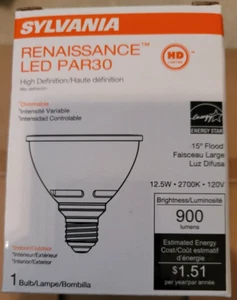 SYLVANIA
RENAISSANCE™
LED PAR30
High Definition/Haute définition
HD
Dimmable
Intensité Variable
Intensidad Controlable
ENERGY STAR
15° Flood
Faisceau Large
Luz Difusa
12.5W • 2700K • 120V
Brightness/Luminosité
900
lumens
Indoor/Outdoor
Intérieur/Extérieur
Interior/Exterior
Estimated Energy
Cost/Coût estimatif
d'énergie
$1.51
per year/par année
1 Bulb/Lampe/Bombilla